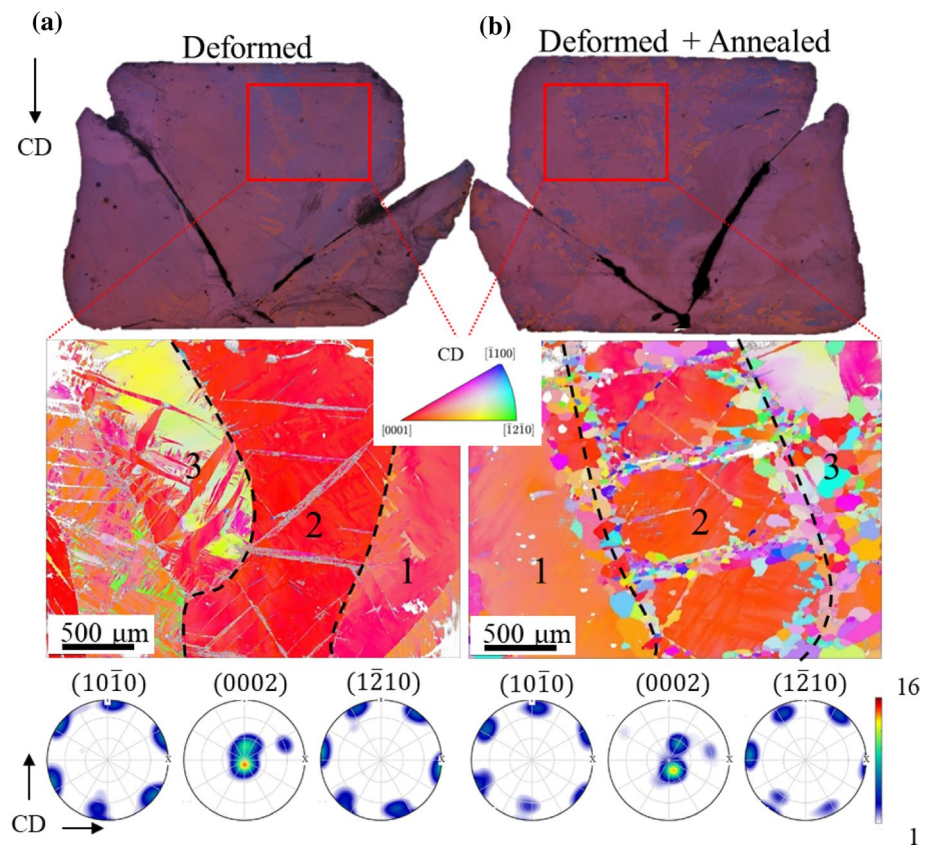 (a)
(b)
Deformed
Deformed + Annealed
CD
CD
[1̄100]
[0001]
[1̄21̄0]
3
2
1
1
2
3
500 μm
500 μm
(101̄0)
(0002)
(12̄10)
(101̄0)
(0002)
(12̄10)
16
x
x
x
x
x
x
CD
1